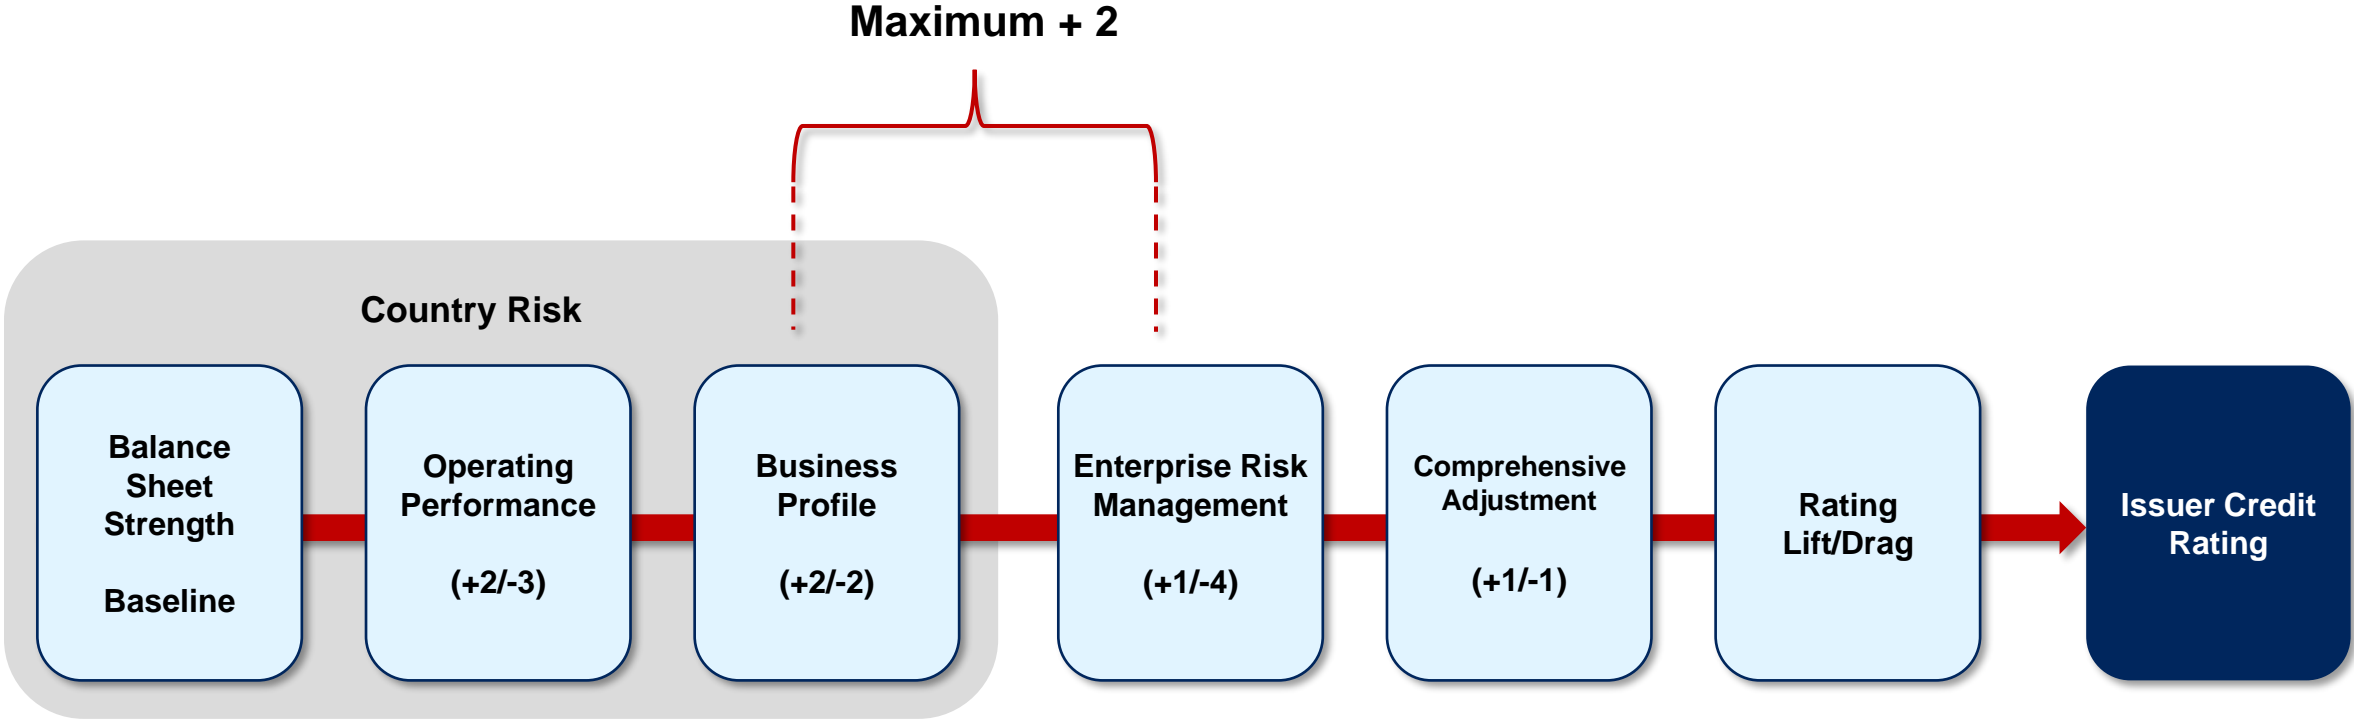 Maximum + 2
Country Risk
Balance
Sheet
Strength
Baseline
Operating
Performance
(+2/-3)
Business
Profile
(+2/-2)
Enterprise Risk
Management
(+1/-4)
Comprehensive
Adjustment
(+1/-1)
Rating
Lift/Drag
Issuer Credit
Rating